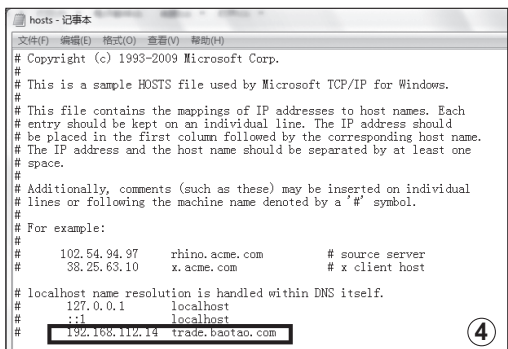 hosts - 记事本
文件(F) 编辑(E) 格式(O) 查看(V) 帮助(H)
# Copyright (c) 1993-2009 Microsoft Corp.
#
# This is a sample HOSTS file used by Microsoft TCP/IP for Windows.
#
# This file contains the mappings of IP addresses to host names. Each
# entry should be kept on an individual line. The IP address should
# be placed in the first column followed by the corresponding host name.
# The IP address and the host name should be separated by at least one
# space.
#
# Additionally, comments (such as these) may be inserted on individual
# lines or following the machine name denoted by a '#' symbol.
#
# For example:
#
# 102.54.94.97 rhino.acme.com # source server
# 38.25.63.10 x.acme.com # x client host

# localhost name resolution is handled within DNS itself.
# 127.0.0.1 localhost
# ::1 localhost
# 192.168.112.14 trade.baotao.com
④